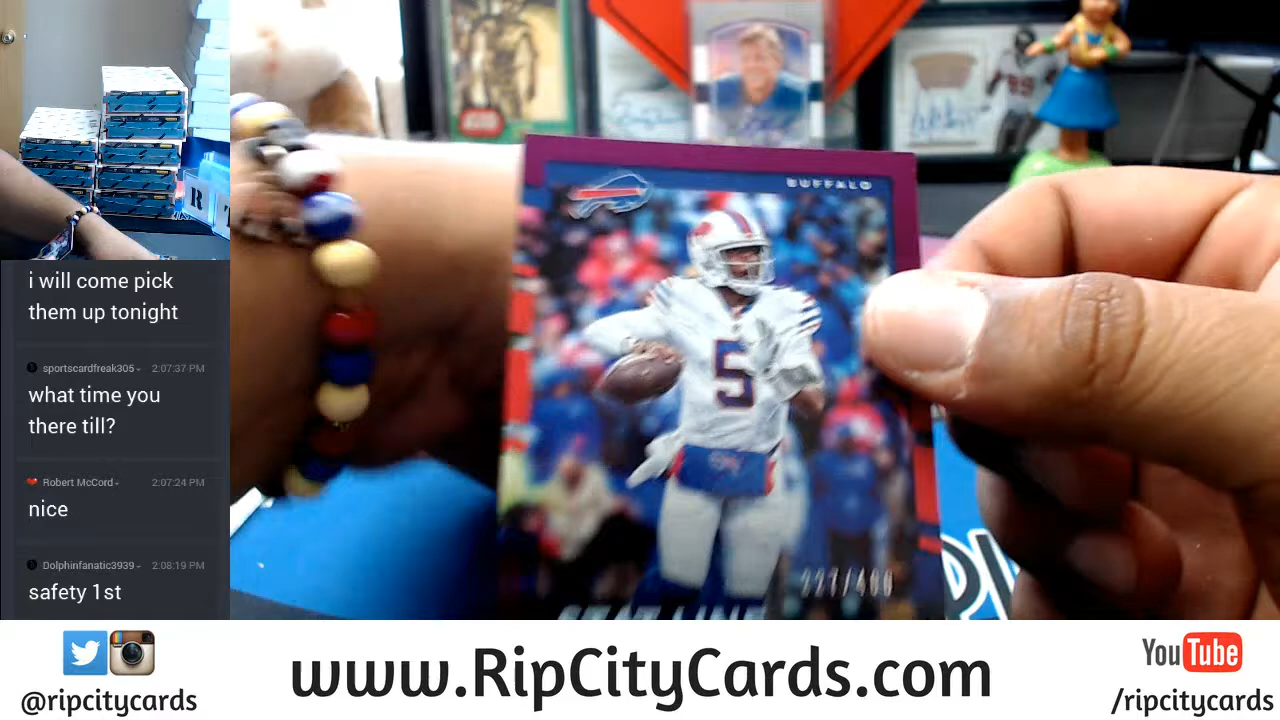 i will come pick
them up tonight
sportscardfreak305 2:07:37 PM
what time you
there till?
Robert McCord 2:07:24 PM
nice
Dolphinfanatic3939 2:08:19 PM
safety 1st
R
BUFFALO
5
STAT LINE
www.RipCityCards.com
@ripcitycards
YouTube
/ripcitycards